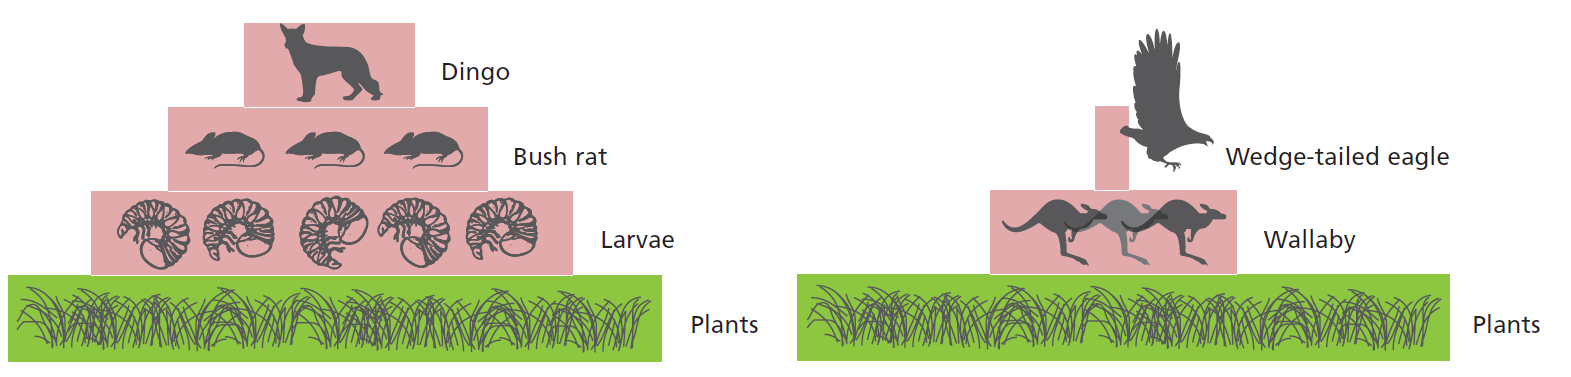 Dingo
Bush rat
Larvae
Plants
Wedge-tailed eagle
Wallaby
Plants